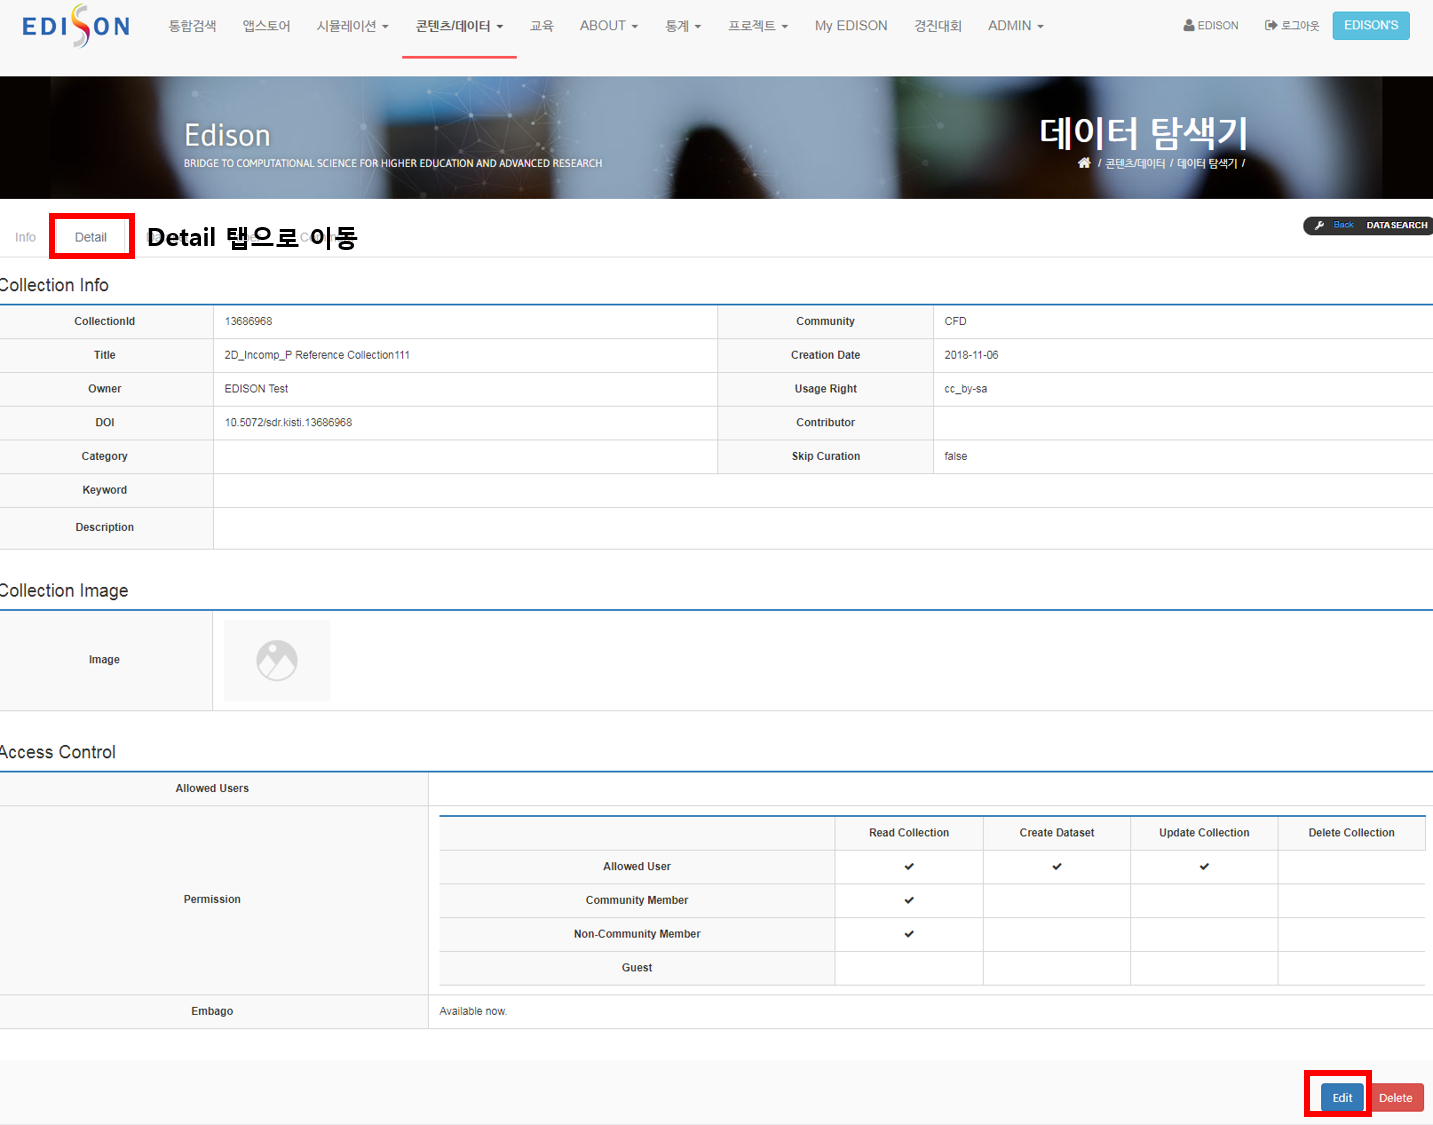 EDISON 통합검색 앱스토어 시뮬레이션 콘텐츠/데이터 교육 ABOUT 통계 프로젝트 My EDISON 경진대회 ADMIN EDISON 로그아웃 EDISON'S
Edison 데이터 탐색기
BRIDGE TO COMPUTATIONAL SCIENCE FOR HIGHER EDUCATION AND ADVANCED RESEARCH / 콘텐츠/데이터 / 데이터 탐색기 /
Info Detail Detail 탭으로 이동 Back DATASEARCH
Collection Info
CollectionId 13686968 Community CFD
Title 2D_Incomp_P Reference Collection111 Creation Date 2018-11-06
Owner EDISON Test Usage Right cc_by-sa
DOI 10.5072/sdr.kisti.13686968 Contributor
Category Skip Curation false
Keyword
Description
Collection Image
Image
Access Control
Allowed Users
Read Collection Create Dataset Update Collection Delete Collection
Allowed User
Permission Community Member
Non-Community Member
Guest
Embago Available now.
Edit Delete